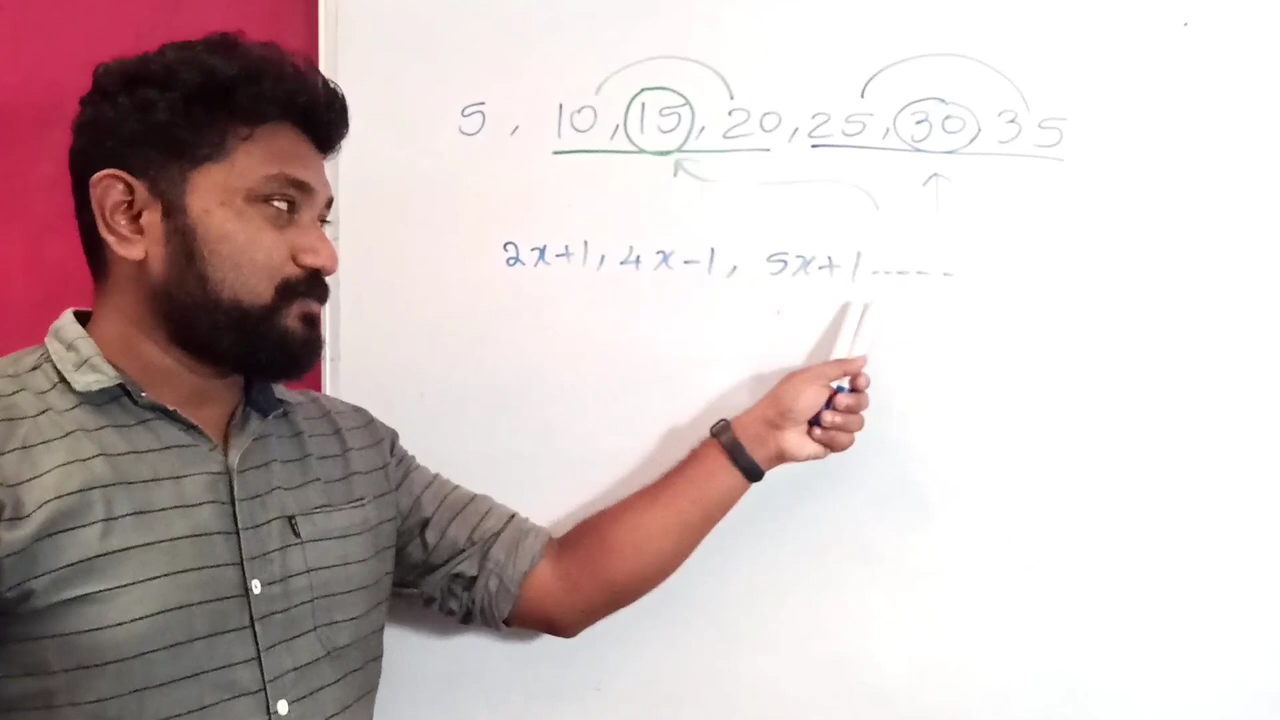 5, 10, 15, 20, 25, 30, 35
2x+1, 4x-1, 5x+1-----